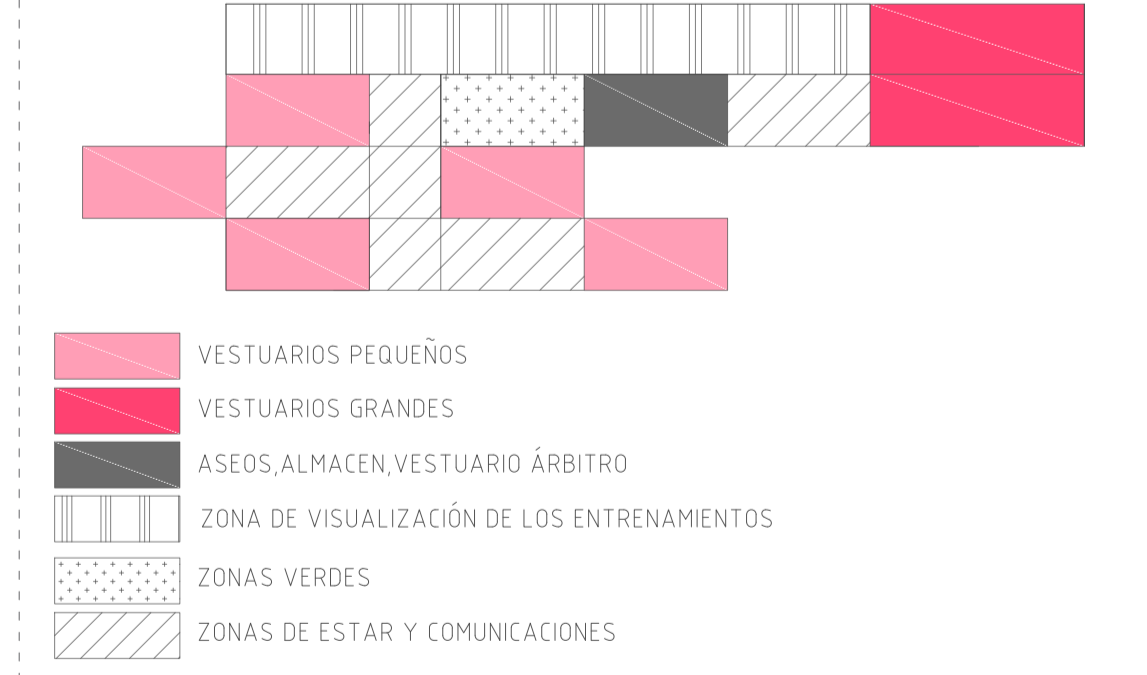 VESTUARIOS PEQUEÑOS
VESTUARIOS GRANDES
ASEOS,ALMACEN,VESTUARIO ÁRBITRO
ZONA DE VISUALIZACIÓN DE LOS ENTRENAMIENTOS
ZONAS VERDES
ZONAS DE ESTAR Y COMUNICACIONES